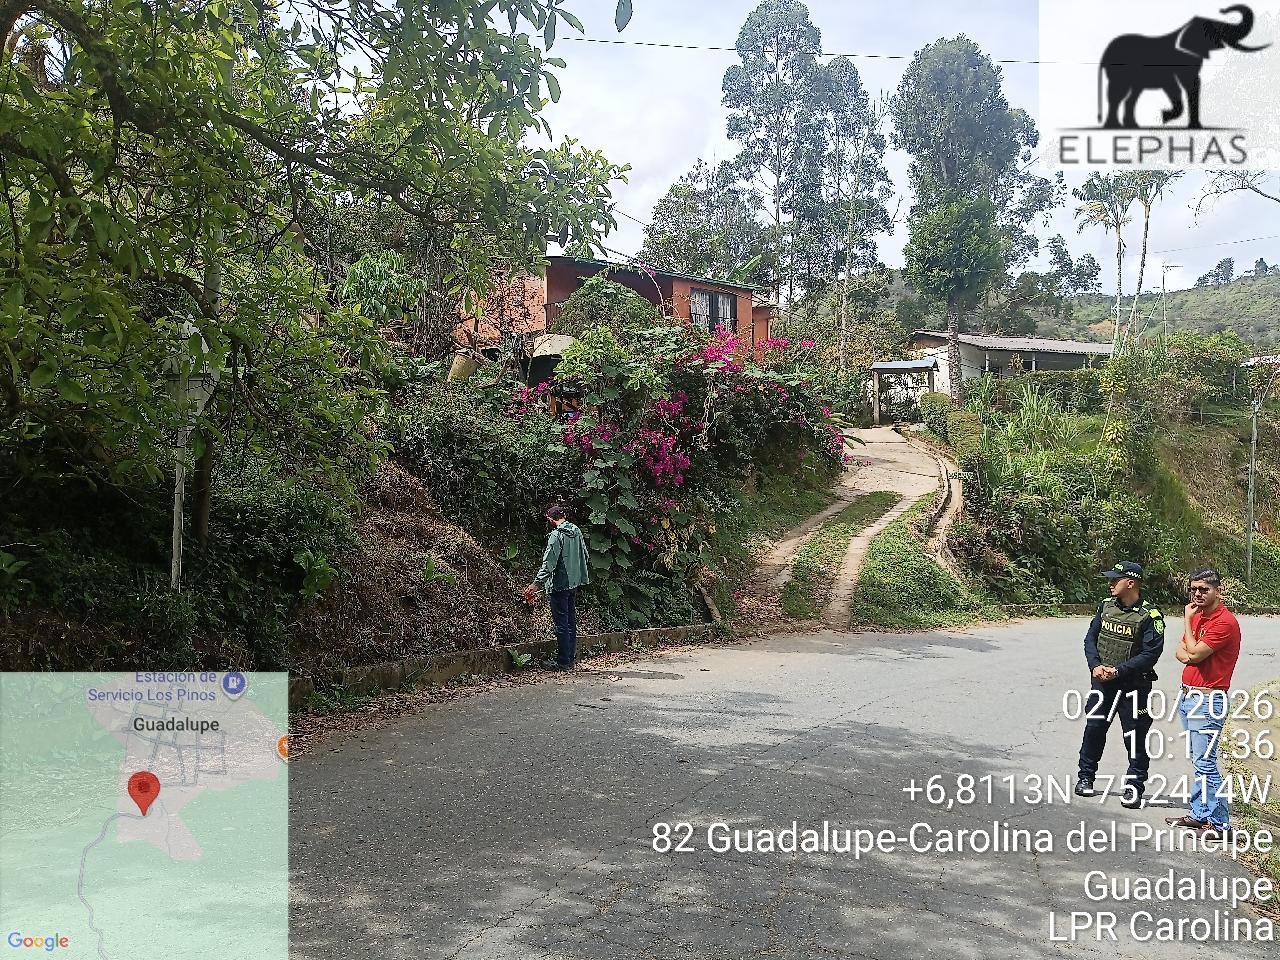 ELEPHAS
POLICIA
Estación de
Servicio Los Pinos
Guadalupe
02/10/2026
10:17:36
+6,8113N -75,2414W
82 Guadalupe-Carolina del Príncipe
Guadalupe
LPR Carolina
Google